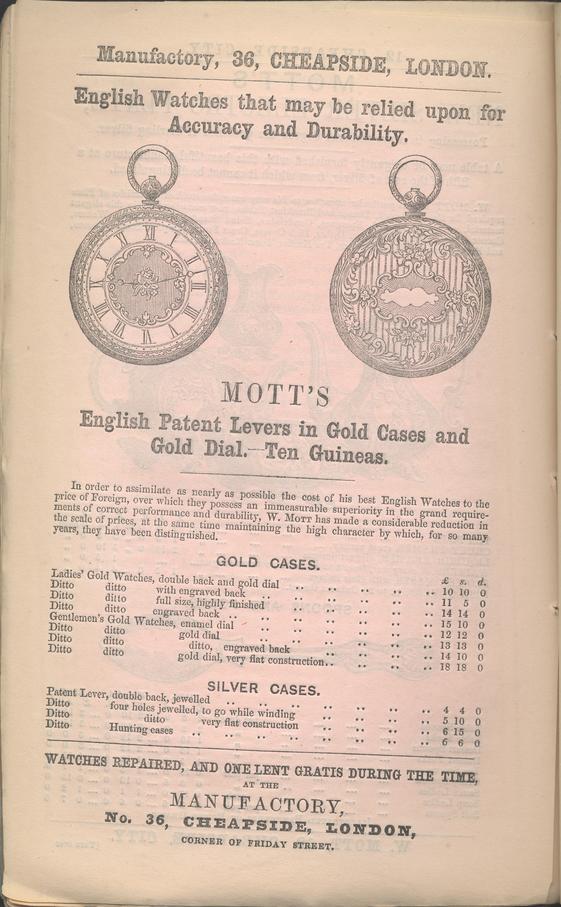 Manufactory, 36, CHEAPSIDE, LONDON.
English Watches that may be relied upon for
Accuracy and Durability.
MOTT'S
English Patent Levers in Gold Cases and
Gold Dial.—Ten Guineas.
In order to assimilate as nearly as possible the cost of his best English Watches to the
price of Foreign, over which they possess an immeasurable superiority in the grand require-
ments of correct performance and durability, W. MOTT has made a considerable reduction in
the scale of prices, at the same time maintaining the high character by which, for so many
years, they have been distinguished.
GOLD CASES.
£ s. d.
Ladies' Gold Watches, double back and gold dial .. .. .. .. .. 10 10 0
Ditto ditto with engraved back .. .. .. .. .. 11 5 0
Ditto ditto full size, highly finished .. .. .. .. 14 14 0
Ditto ditto engraved back .. .. .. .. .. 15 10 0
Gentlemen's Gold Watches, enamel dial .. .. .. .. .. 12 12 0
Ditto ditto gold dial .. .. .. .. .. 13 13 0
Ditto ditto ditto, engraved back .. .. .. .. 14 10 0
Ditto ditto gold dial, very flat construction.. .. .. .. 18 18 0
SILVER CASES.
Patent Lever, double back, jewelled .. .. .. .. .. .. 4 4 0
Ditto four holes jewelled, to go while winding .. .. .. .. 5 10 0
Ditto ditto very flat construction .. .. .. .. 6 15 0
Ditto Hunting cases .. .. .. .. .. .. .. 6 6 0
WATCHES REPAIRED, AND ONE LENT GRATIS DURING THE TIME,
AT THE
MANUFACTORY,
No. 36, CHEAPSIDE, LONDON,
CORNER OF FRIDAY STREET.